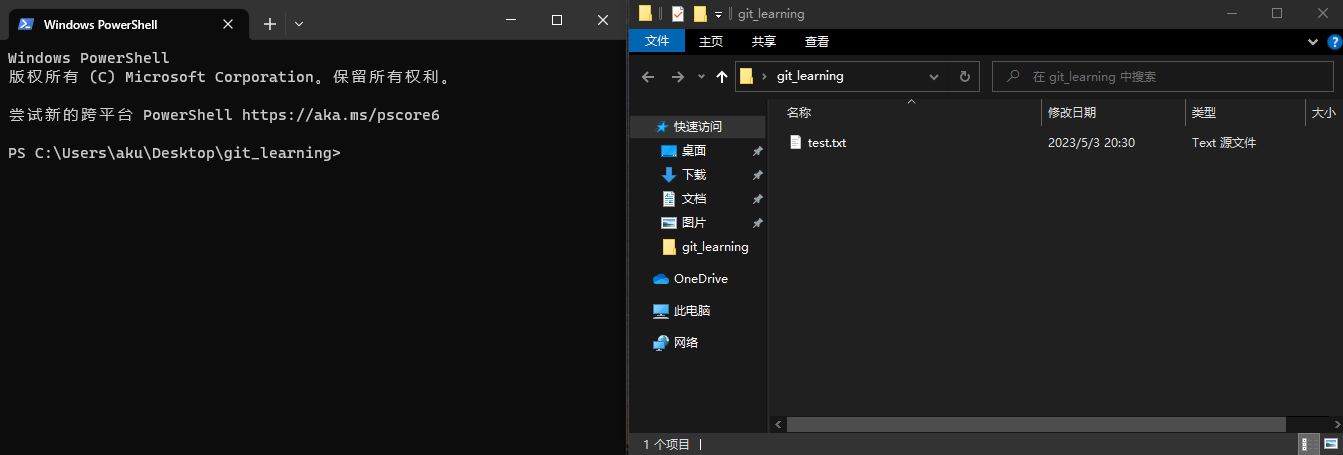 Windows PowerShell
Windows PowerShell
版权所有 (C) Microsoft Corporation。保留所有权利。
尝试新的跨平台 PowerShell https://aka.ms/pscore6
PS C:\Users\aku\Desktop\git_learning>
git_learning
文件 主页 共享 查看
git_learning 在 git_learning 中搜索
名称 修改日期 类型 大小
快速访问
test.txt 2023/5/3 20:30 Text 源文件
桌面
下载
文档
图片
git_learning
OneDrive
此电脑
网络
1 个项目